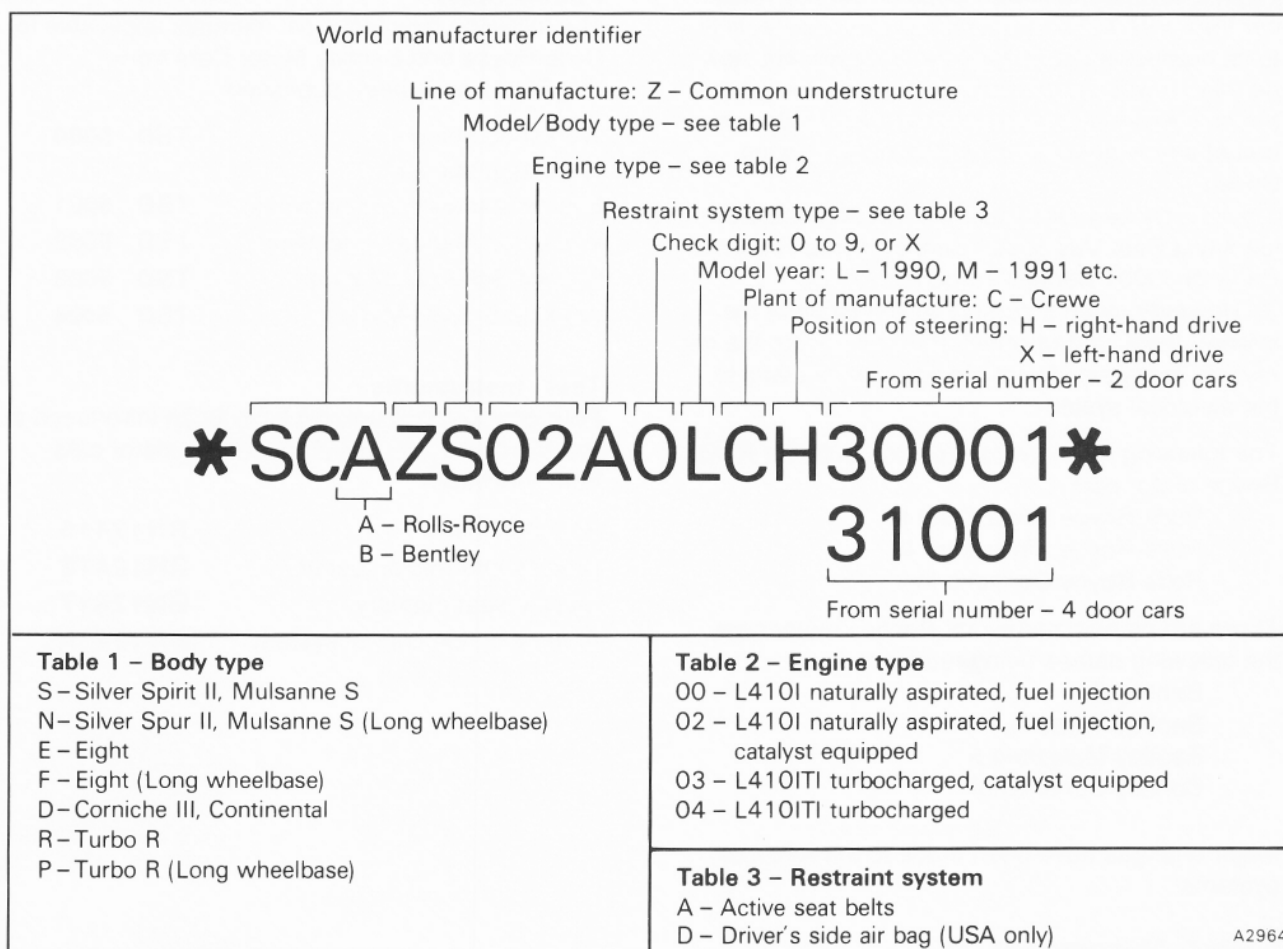 World manufacturer identifier
Line of manufacture: Z – Common understructure
Model/Body type – see table 1
Engine type – see table 2
Restraint system type – see table 3
Check digit: 0 to 9, or X
Model year: L – 1990, M – 1991 etc.
Plant of manufacture: C – Crewe
Position of steering: H – right-hand drive
X – left-hand drive
From serial number – 2 door cars
*SCAZS02A0LCH30001*
31001
A – Rolls-Royce
B – Bentley
From serial number – 4 door cars
Table 1 – Body type
S – Silver Spirit II, Mulsanne S
N – Silver Spur II, Mulsanne S (Long wheelbase)
E – Eight
F – Eight (Long wheelbase)
D – Corniche III, Continental
R – Turbo R
P – Turbo R (Long wheelbase)
Table 2 – Engine type
00 – L410I naturally aspirated, fuel injection
02 – L410I naturally aspirated, fuel injection,
catalyst equipped
03 – L410ITI turbocharged, catalyst equipped
04 – L410ITI turbocharged
Table 3 – Restraint system
A – Active seat belts
D – Driver's side air bag (USA only)
A2964